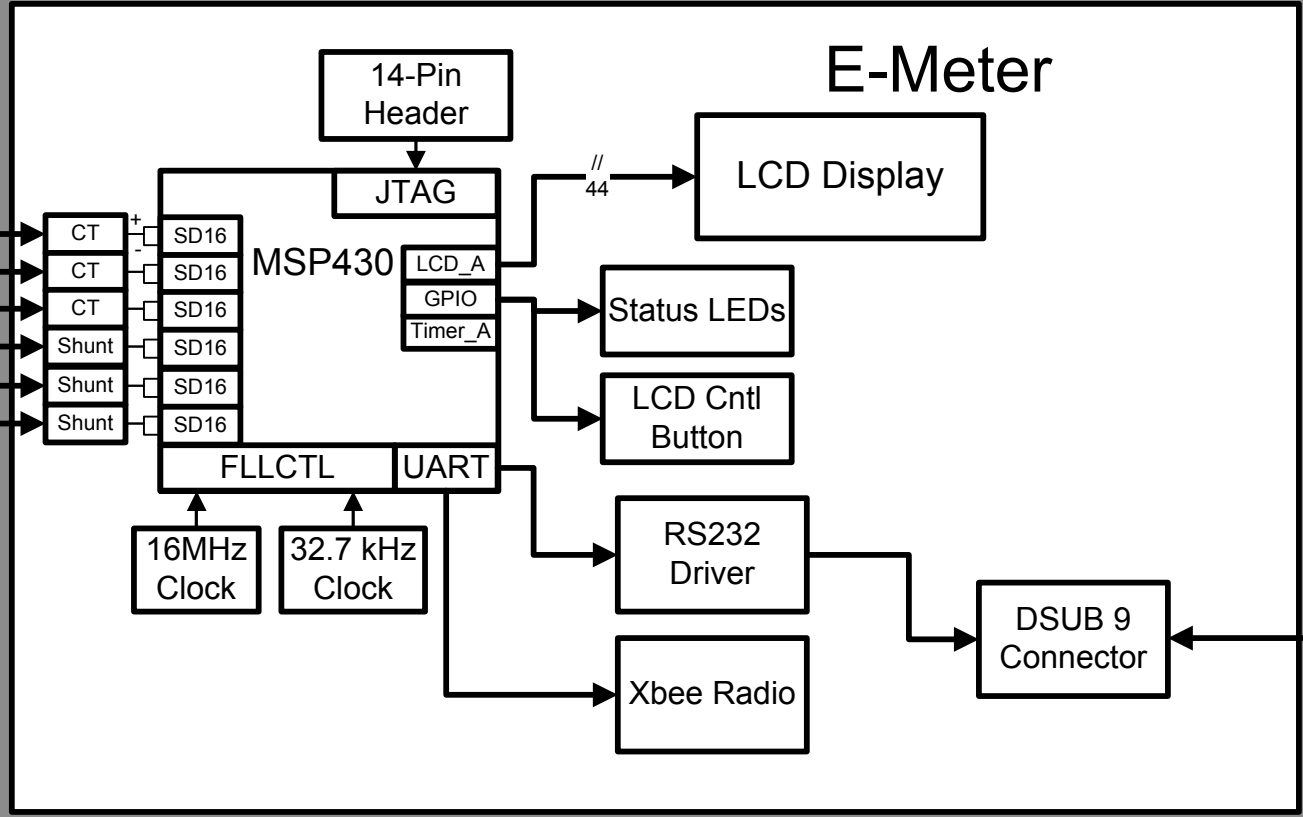 E-Meter
14-Pin
Header
JTAG
//
44
LCD Display
CT
+
-
SD16
MSP430
LCD_A
CT
SD16
GPIO
Status LEDs
CT
SD16
Timer_A
Shunt
SD16
Shunt
SD16
LCD Cntl
Button
Shunt
SD16
FLLCTL
UART
16MHz
Clock
32.7 kHz
Clock
RS232
Driver
DSUB 9
Connector
Xbee Radio